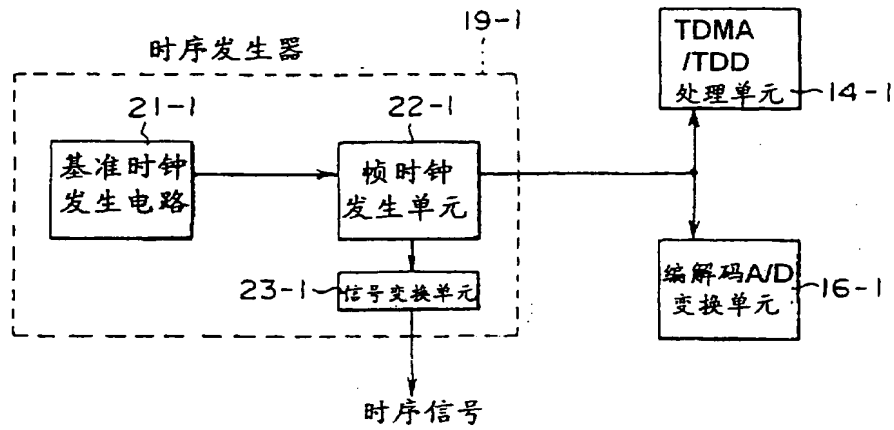 时序发生器
19-1
21-1
基准时钟
发生电路
22-1
帧时钟
发生单元
23-1
信号变换单元
时序信号
TDMA
/TDD
处理单元
14-1
编解码A/D
变换单元
16-1